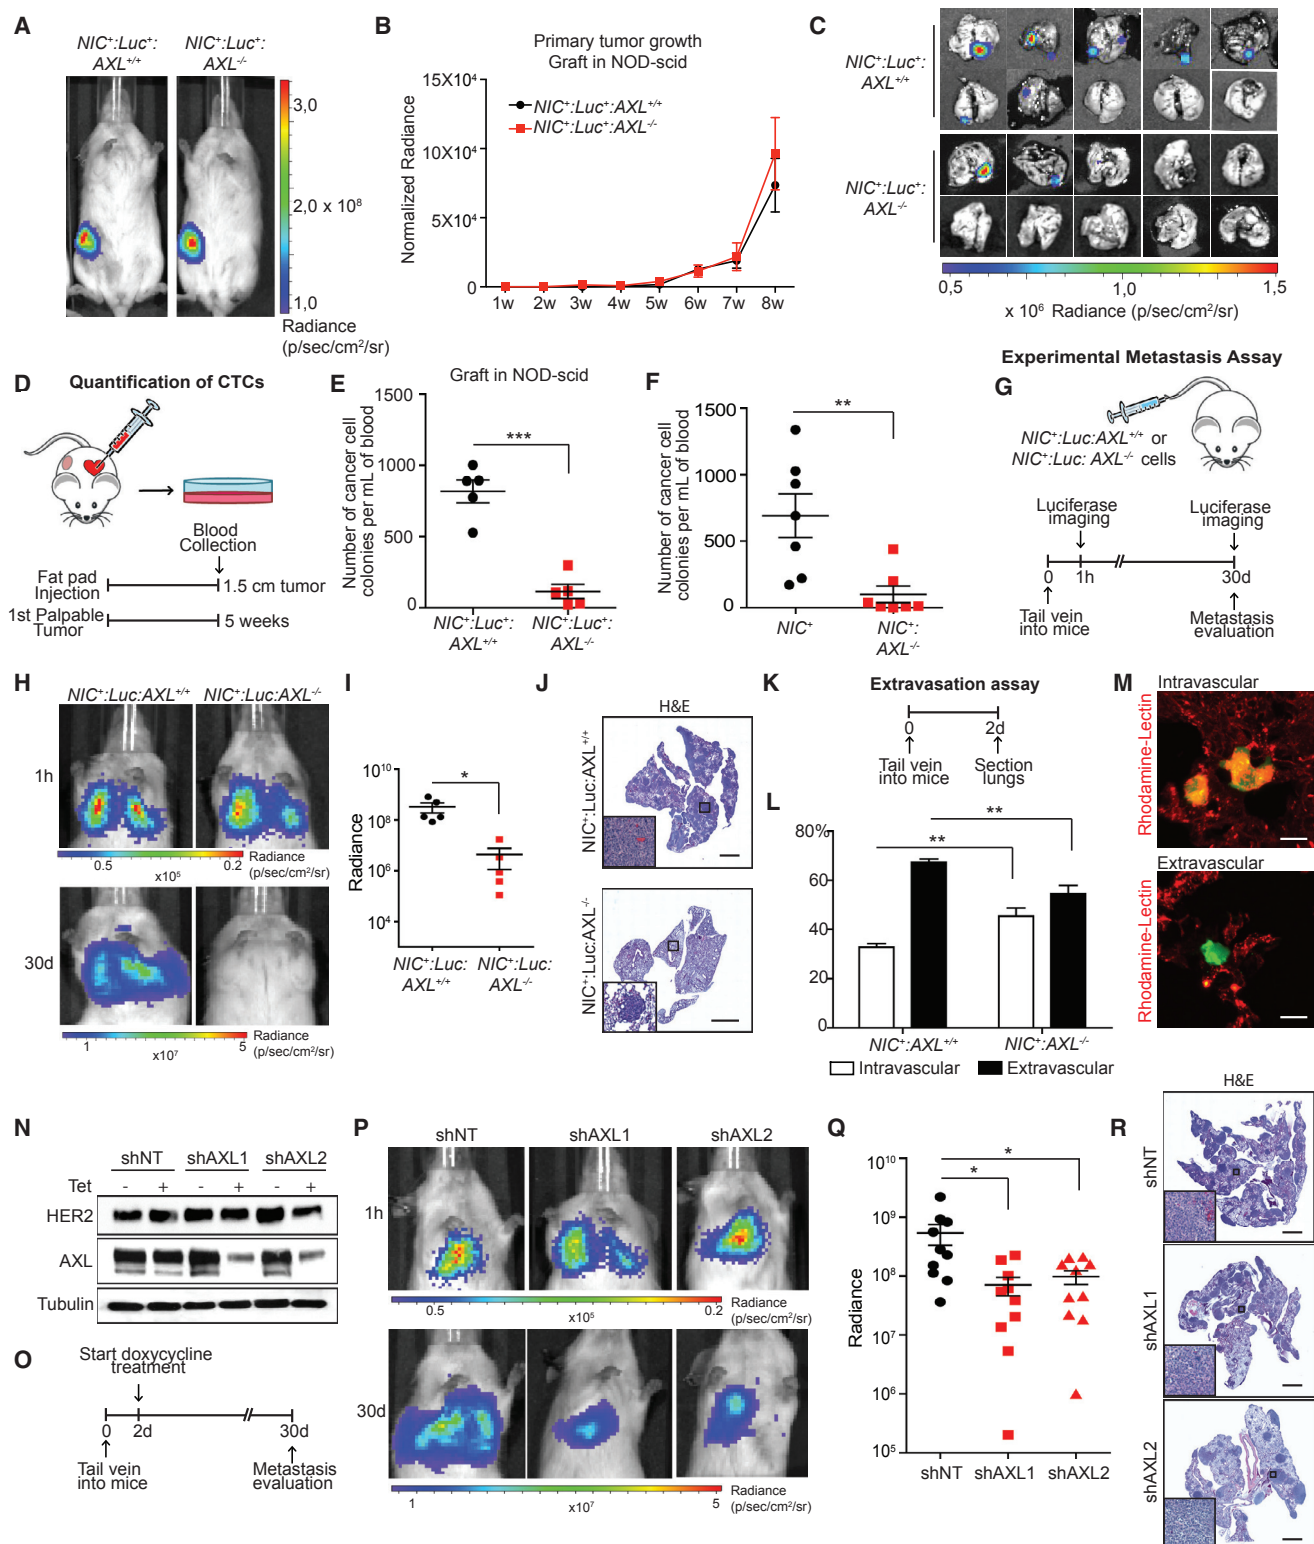 A
NIC⁺:Luc⁺:
AXL⁺/⁺
NIC⁺:Luc⁺:
AXL⁻/⁻
3,0
2,0 x 10⁸
1,0
Radiance
(p/sec/cm²/sr)
B
Primary tumor growth
Graft in NOD-scid
Normalized Radiance
15X10⁴
10X10⁴
5X10⁴
0
NIC⁺:Luc⁺:AXL⁺/⁺
NIC⁺:Luc⁺:AXL⁻/⁻
1w 2w 3w 4w 5w 6w 7w 8w
C
NIC⁺:Luc⁺:
AXL⁺/⁺
NIC⁺:Luc⁺:
AXL⁻/⁻
0,5 1,0 1,5
x 10⁶ Radiance (p/sec/cm²/sr)
D
Quantification of CTCs
Blood
Collection
Fat pad
Injection
1.5 cm tumor
1st Palpable
Tumor
5 weeks
E
Graft in NOD-scid
Number of cancer cell
colonies per mL of blood
1500
1000
500
0
***
NIC⁺:Luc⁺:
AXL⁺/⁺
NIC⁺:Luc⁺:
AXL⁻/⁻
F
Number of cancer cell
colonies per mL of blood
1500
1000
500
0
**
NIC⁺
NIC⁺:
AXL⁻/⁻
Experimental Metastasis Assay
G
NIC⁺:Luc:AXL⁺/⁺ or
NIC⁺:Luc: AXL⁻/⁻ cells
Luciferase
imaging
Luciferase
imaging
0 1h 30d
Tail vein
into mice
Metastasis
evaluation
H
NIC⁺:Luc:AXL⁺/⁺ NIC⁺:Luc:AXL⁻/⁻
1h
0.5 0.2
x10⁵
Radiance
(p/sec/cm²/sr)
30d
1 5
x10⁷
Radiance
(p/sec/cm²/sr)
I
Radiance
10¹⁰
10⁸
10⁶
10⁴
*
NIC⁺:Luc:
AXL⁺/⁺
NIC⁺:Luc:
AXL⁻/⁻
J
H&E
NIC⁺:Luc:AXL⁺/⁺
NIC⁺:Luc:AXL⁻/⁻
K
Extravasation assay
0 2d
Tail vein
into mice
Section
lungs
L
80%
60
40
20
0
**
**
NIC⁺:AXL⁺/⁺ NIC⁺:AXL⁻/⁻
Intravascular Extravascular
M
Intravascular
Rhodamine-Lectin
Extravascular
Rhodamine-Lectin
N
shNT shAXL1 shAXL2
Tet - + - + - +
HER2
AXL
Tubulin
O
Start doxycycline
treatment
0 2d 30d
Tail vein
into mice
Metastasis
evaluation
P
shNT shAXL1 shAXL2
1h
0.5 0.2
x10⁵
Radiance
(p/sec/cm²/sr)
30d
1 5
x10⁷
Radiance
(p/sec/cm²/sr)
Q
Radiance
10¹⁰
10⁹
10⁸
10⁷
10⁶
10⁵
*
*
shNT shAXL1 shAXL2
R
H&E
shNT
shAXL1
shAXL2